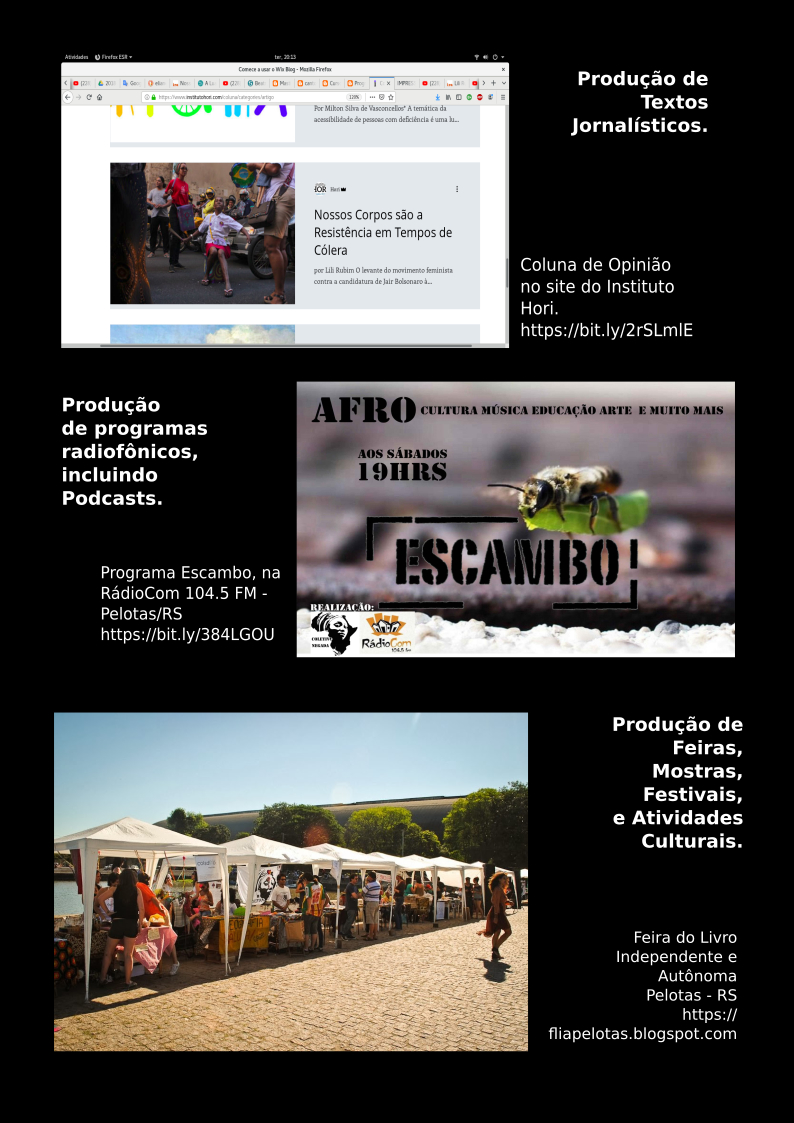 Atividades Firefox ESR ter, 20:13
Comece a usar o Wix Blog - Mozilla Firefox
https://www.institutohori.com/coluna/categories/artigo 120%
Por Milton Silva de Vasconcellos* A temática da
acessibilidade de pessoas com deficiência é uma lu...
Hori
Nossos Corpos são a
Resistência em Tempos de
Cólera
por Lili Rubim O levante do movimento feminista
contra a candidatura de Jair Bolsonaro à...
Produção de
Textos
Jornalísticos.
Coluna de Opinião
no site do Instituto
Hori.
https://bit.ly/2rSLmlE
Produção
de programas
radiofônicos,
incluindo
Podcasts.
Programa Escambo, na
RádioCom 104.5 FM -
Pelotas/RS
https://bit.ly/384LGOU
AFRO CULTURA MÚSICA EDUCAÇÃO ARTE E MUITO MAIS
AOS SÁBADOS
19HRS
ESCAMBO!
REALIZAÇÃO:
COLETIVO
NEGADA
RádioCom
104.5 fm
Produção de
Feiras,
Mostras,
Festivais,
e Atividades
Culturais.
Feira do Livro
Independente e
Autônoma
Pelotas - RS
https://
fliapelotas.blogspot.com